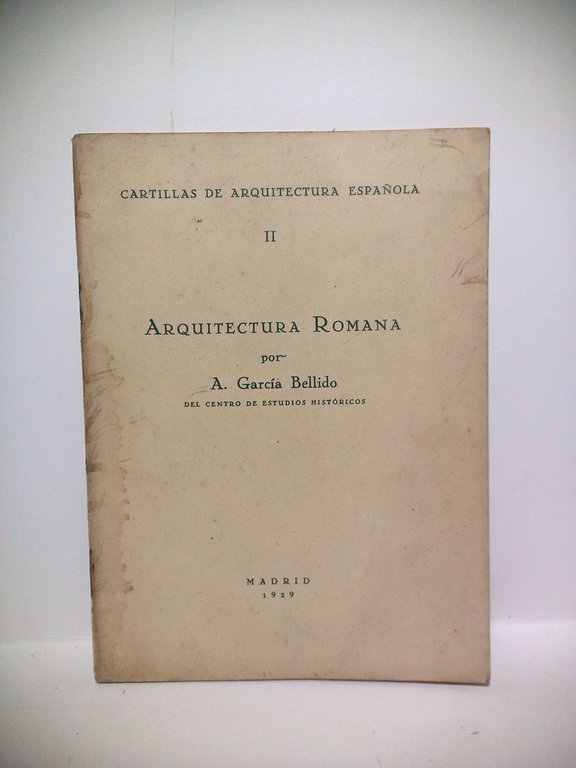 CARTILLAS DE ARQUITECTURA ESPAÑOLA
II
ARQUITECTURA ROMANA
por
A. García Bellido
DEL CENTRO DE ESTUDIOS HISTÓRICOS
MADRID
1929